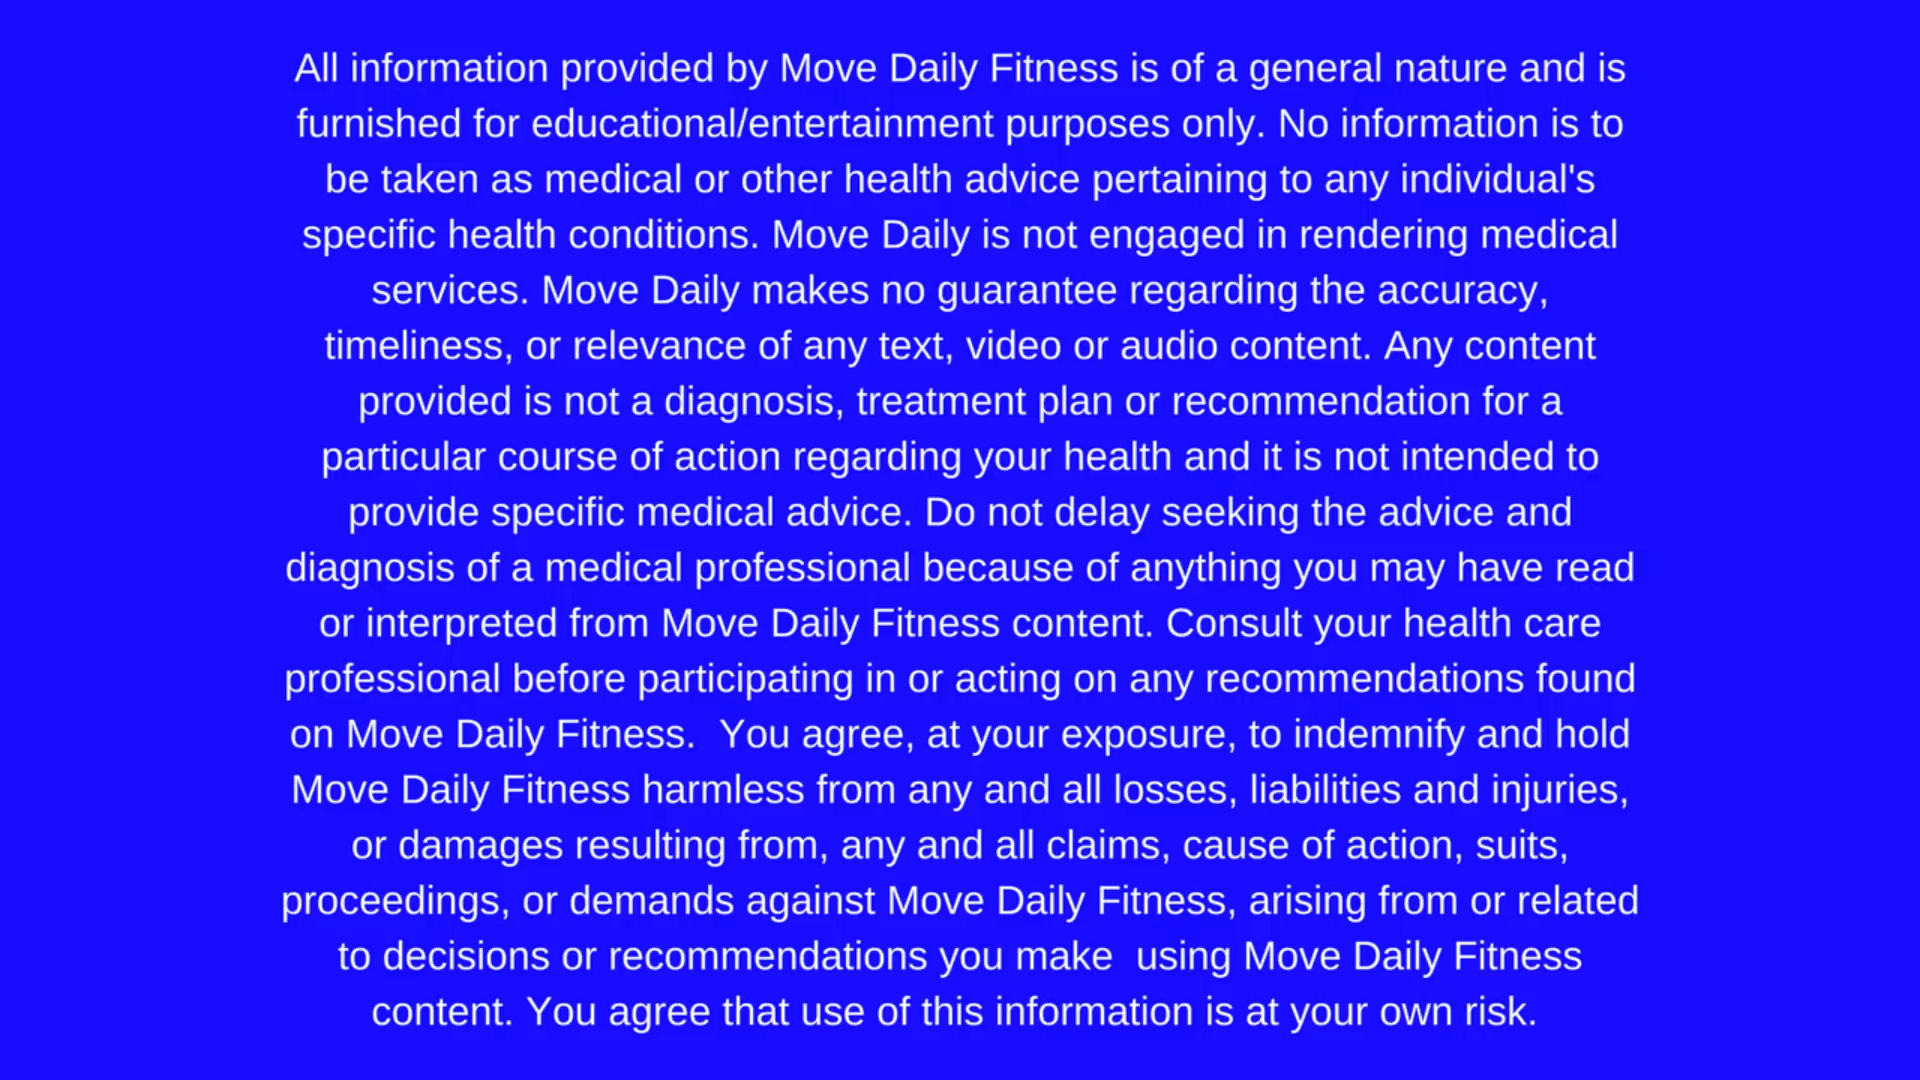 All information provided by Move Daily Fitness is of a general nature and is
furnished for educational/entertainment purposes only. No information is to
be taken as medical or other health advice pertaining to any individual's
specific health conditions. Move Daily is not engaged in rendering medical
services. Move Daily makes no guarantee regarding the accuracy,
timeliness, or relevance of any text, video or audio content. Any content
provided is not a diagnosis, treatment plan or recommendation for a
particular course of action regarding your health and it is not intended to
provide specific medical advice. Do not delay seeking the advice and
diagnosis of a medical professional because of anything you may have read
or interpreted from Move Daily Fitness content. Consult your health care
professional before participating in or acting on any recommendations found
on Move Daily Fitness.  You agree, at your exposure, to indemnify and hold
Move Daily Fitness harmless from any and all losses, liabilities and injuries,
or damages resulting from, any and all claims, cause of action, suits,
proceedings, or demands against Move Daily Fitness, arising from or related
to decisions or recommendations you make  using Move Daily Fitness
content. You agree that use of this information is at your own risk.